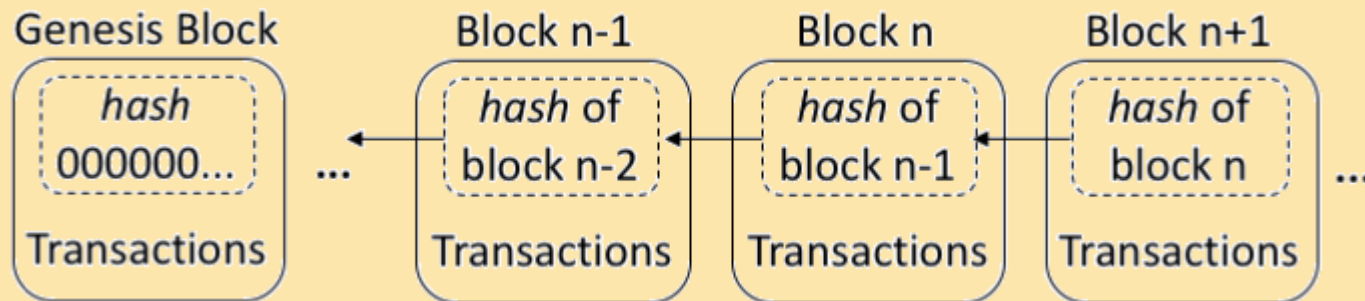 Genesis Block
Block n-1
Block n
Block n+1
hash
000000...
...
hash of
block n-2
hash of
block n-1
hash of
block n
...
Transactions
Transactions
Transactions
Transactions